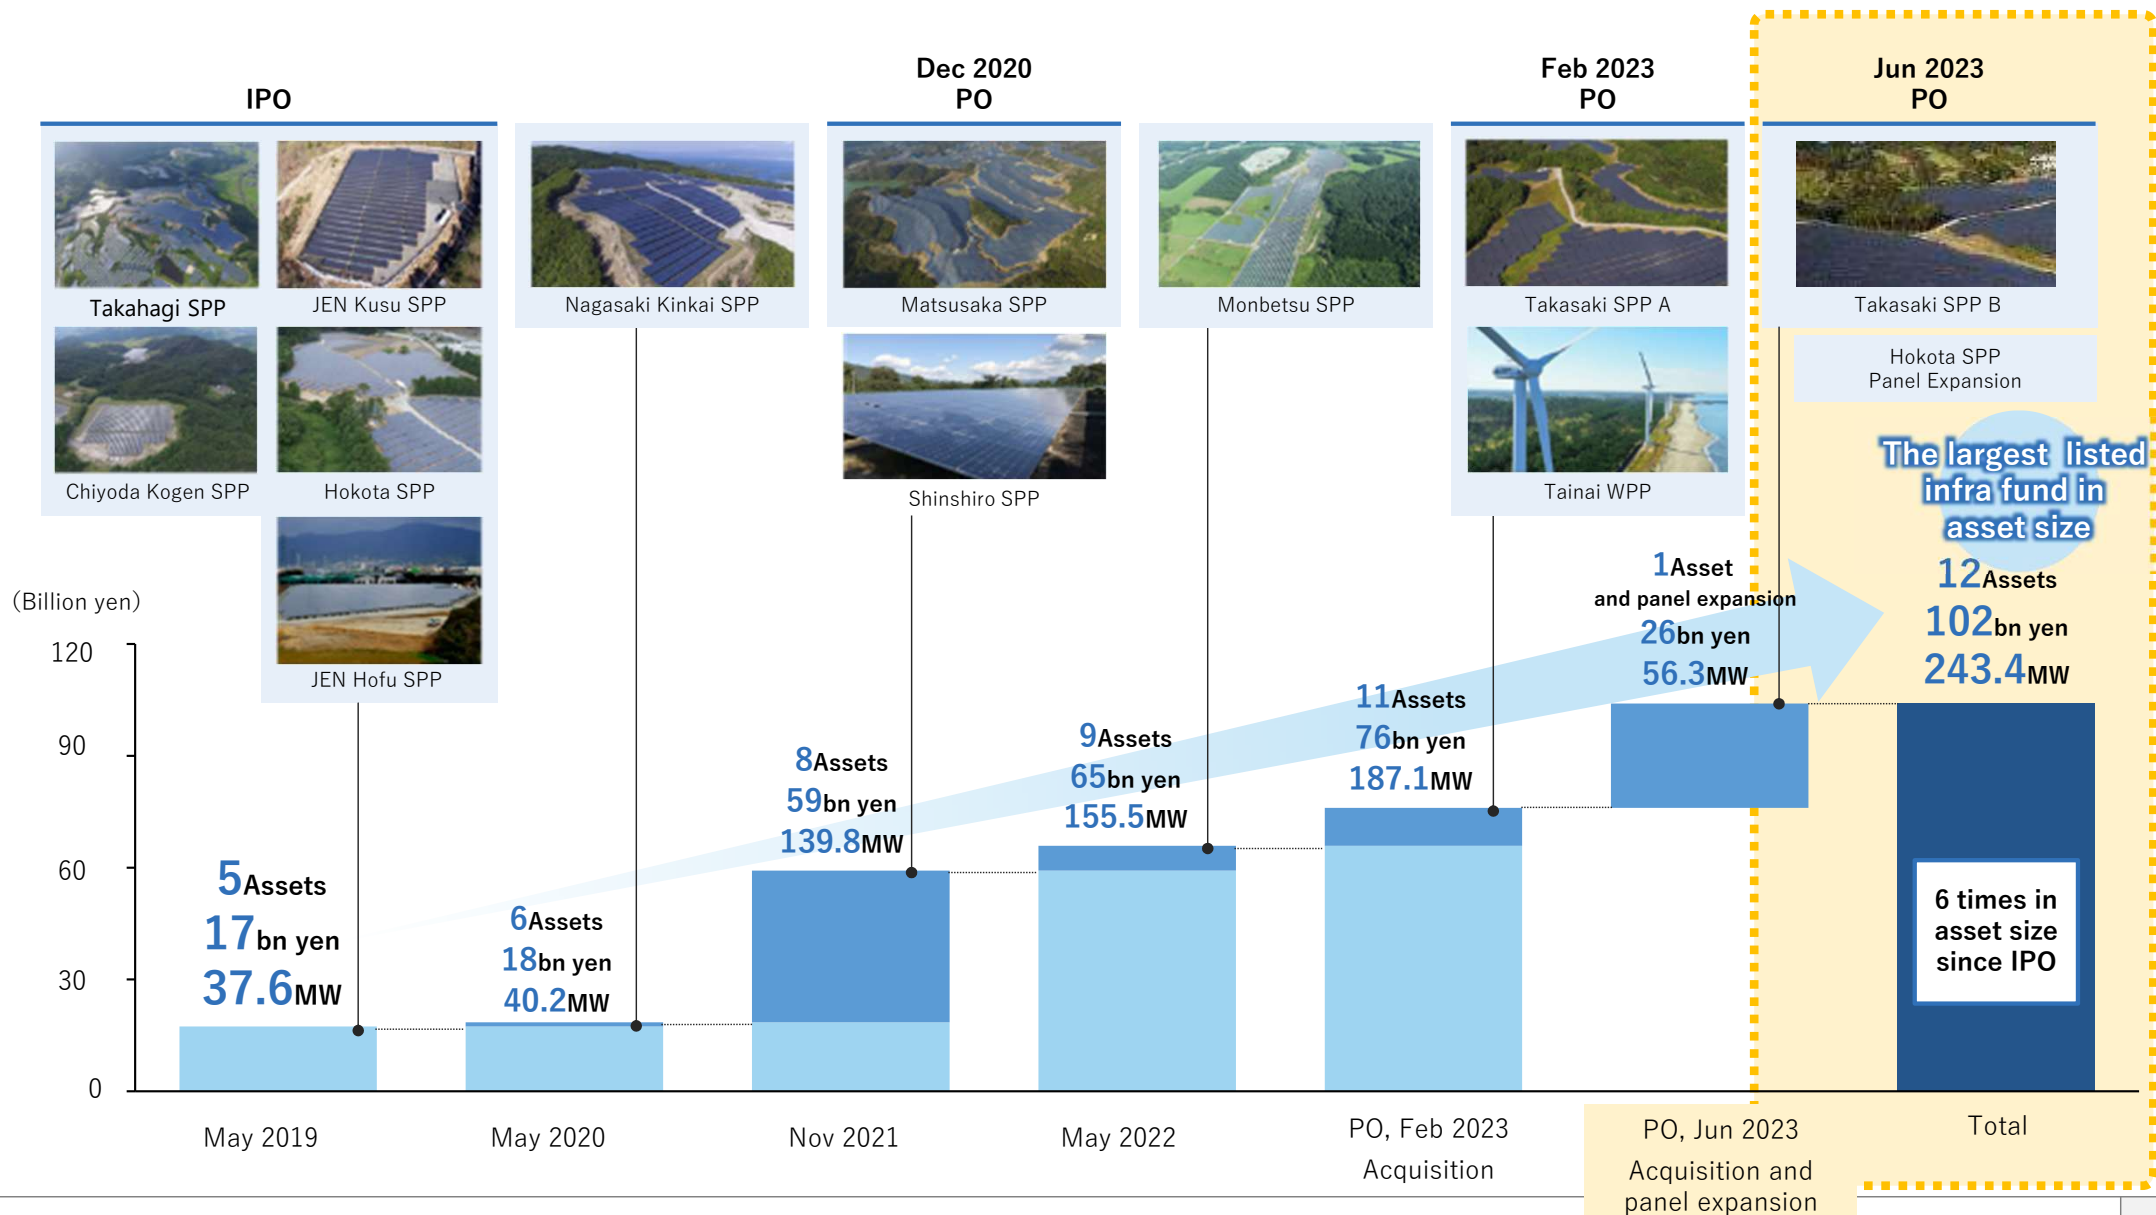 IPO
Dec 2020
PO
Feb 2023
PO
Jun 2023
PO
Takahagi SPP
JEN Kusu SPP
Nagasaki Kinkai SPP
Matsusaka SPP
Monbetsu SPP
Takasaki SPP A
Takasaki SPP B
Chiyoda Kogen SPP
Hokota SPP
Shinshiro SPP
Tainai WPP
Hokota SPP
Panel Expansion
JEN Hofu SPP
The largest listed
infra fund in
asset size
(Billion yen)
120
90
60
30
0
5Assets
17bn yen
37.6MW
6Assets
18bn yen
40.2MW
8Assets
59bn yen
139.8MW
9Assets
65bn yen
155.5MW
11Assets
76bn yen
187.1MW
1Asset
and panel expansion
26bn yen
56.3MW
12Assets
102bn yen
243.4MW
6 times in
asset size
since IPO
May 2019
May 2020
Nov 2021
May 2022
PO, Feb 2023
Acquisition
PO, Jun 2023
Acquisition and
panel expansion
Total